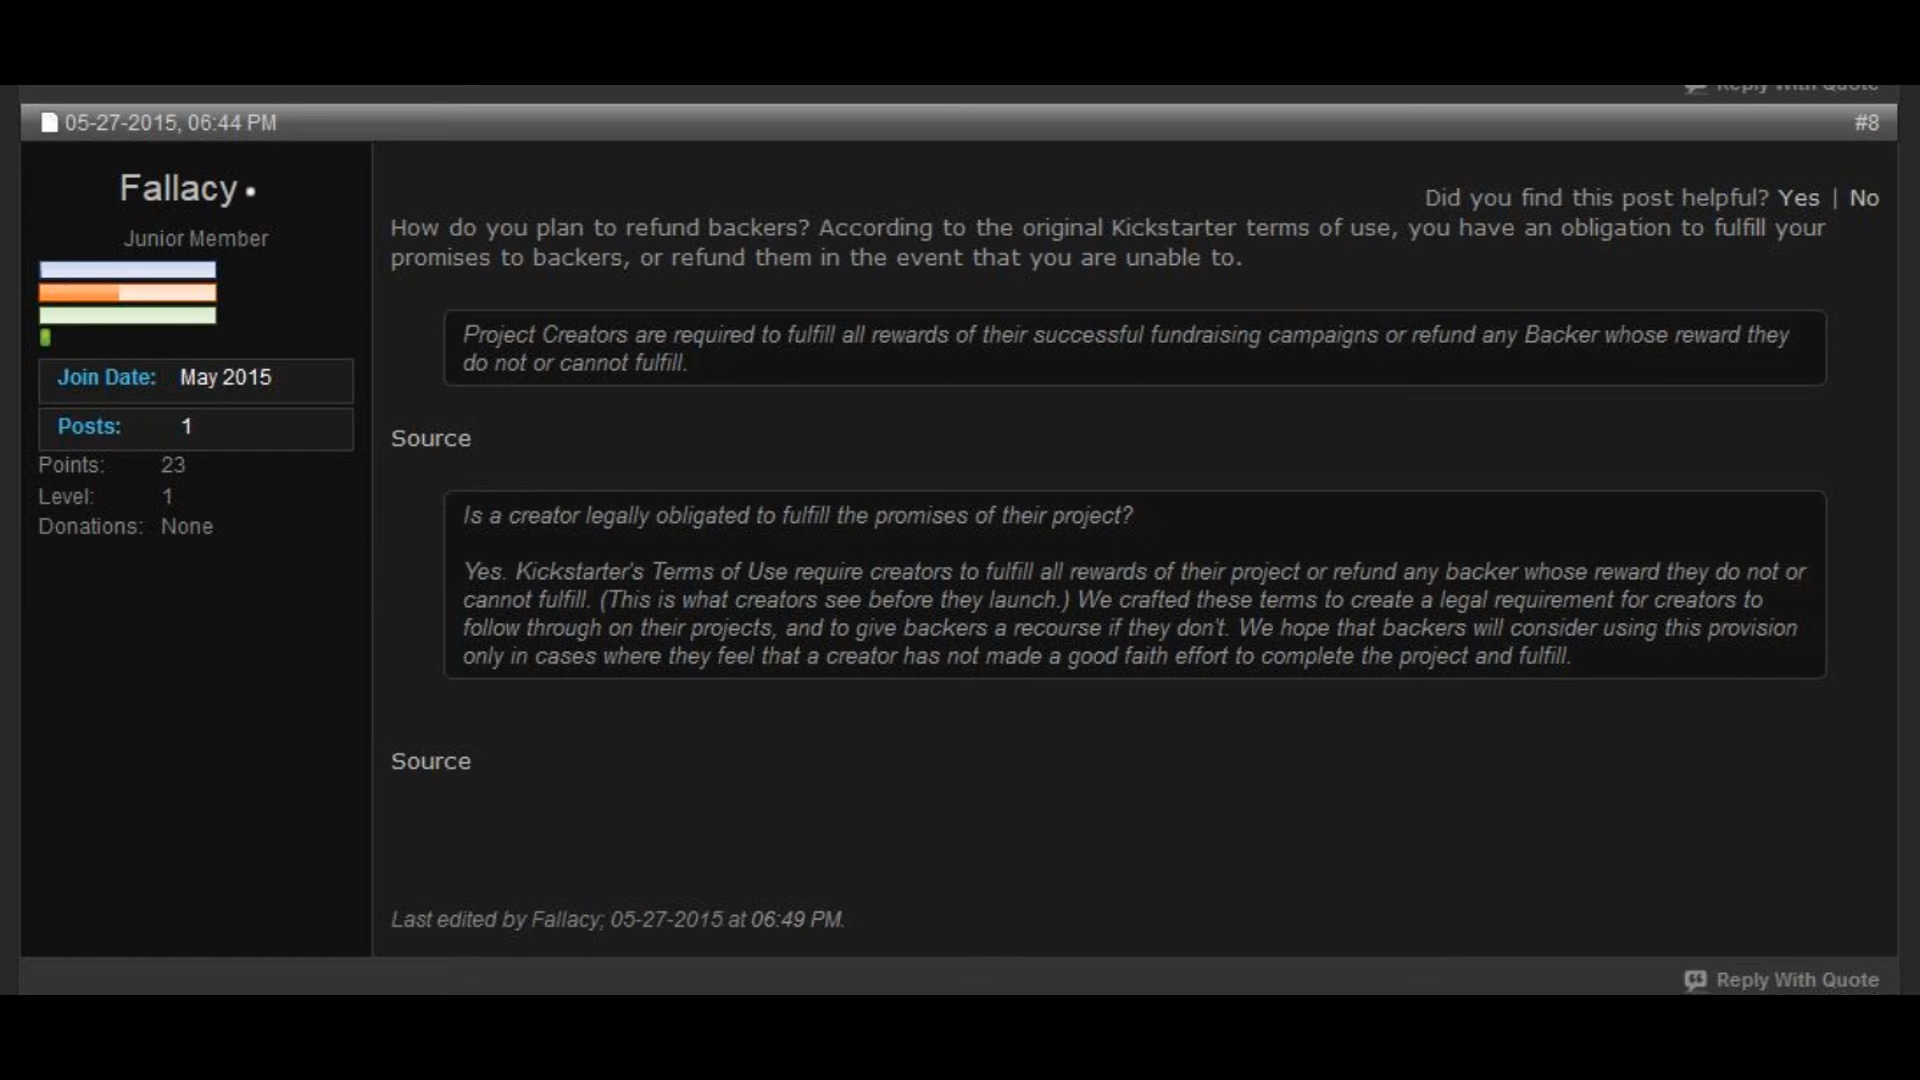 Reply With Quote
05-27-2015, 06:44 PM
#8
Fallacy
Junior Member
Join Date: May 2015
Posts: 1
Points: 23
Level: 1
Donations: None
Did you find this post helpful? Yes | No
How do you plan to refund backers? According to the original Kickstarter terms of use, you have an obligation to fulfill your
promises to backers, or refund them in the event that you are unable to.
Project Creators are required to fulfill all rewards of their successful fundraising campaigns or refund any Backer whose reward they
do not or cannot fulfill.
Source
Is a creator legally obligated to fulfill the promises of their project?
Yes. Kickstarter's Terms of Use require creators to fulfill all rewards of their project or refund any backer whose reward they do not or
cannot fulfill. (This is what creators see before they launch.) We crafted these terms to create a legal requirement for creators to
follow through on their projects, and to give backers a recourse if they don't. We hope that backers will consider using this provision
only in cases where they feel that a creator has not made a good faith effort to complete the project and fulfill.
Source
Last edited by Fallacy; 05-27-2015 at 06:49 PM.
Reply With Quote